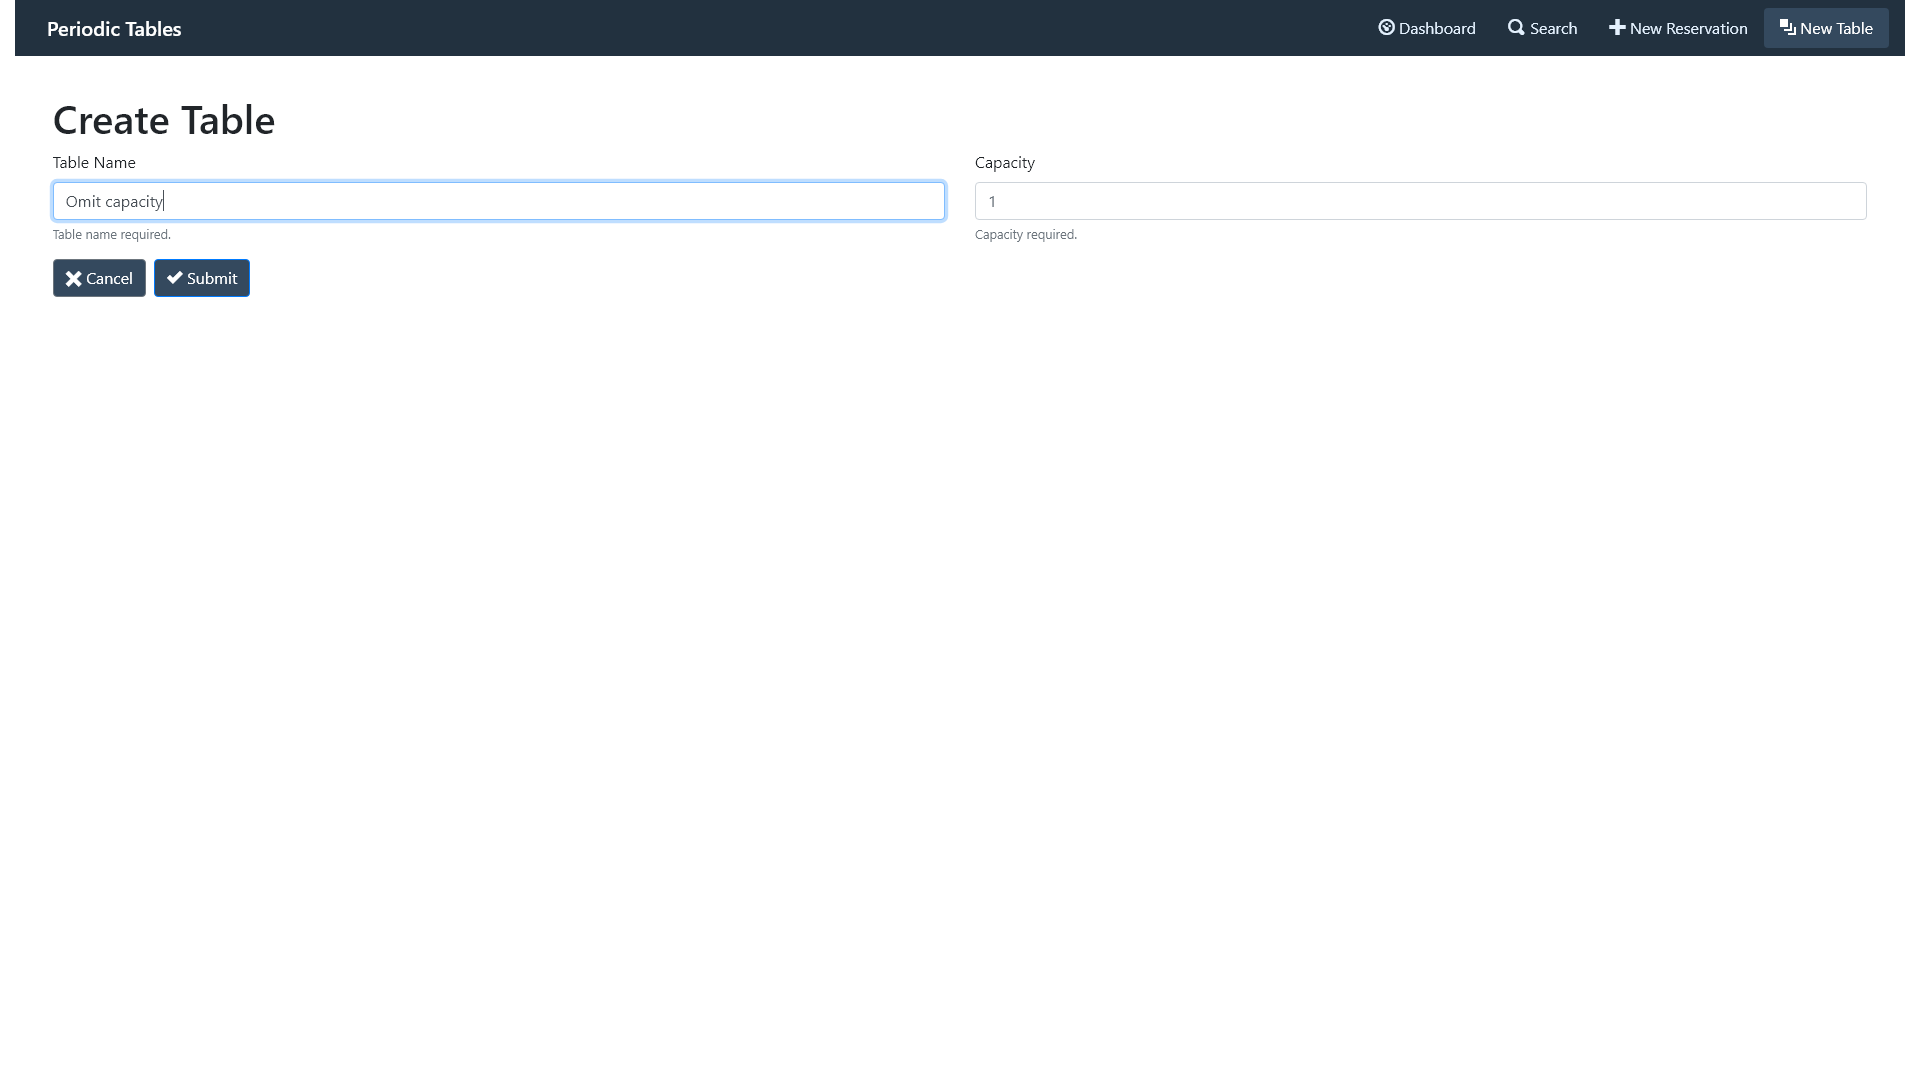 Periodic Tables
Dashboard
Search
New Reservation
New Table
Create Table
Table Name
Capacity
Omit capacity
1
Table name required.
Capacity required.
Cancel
Submit